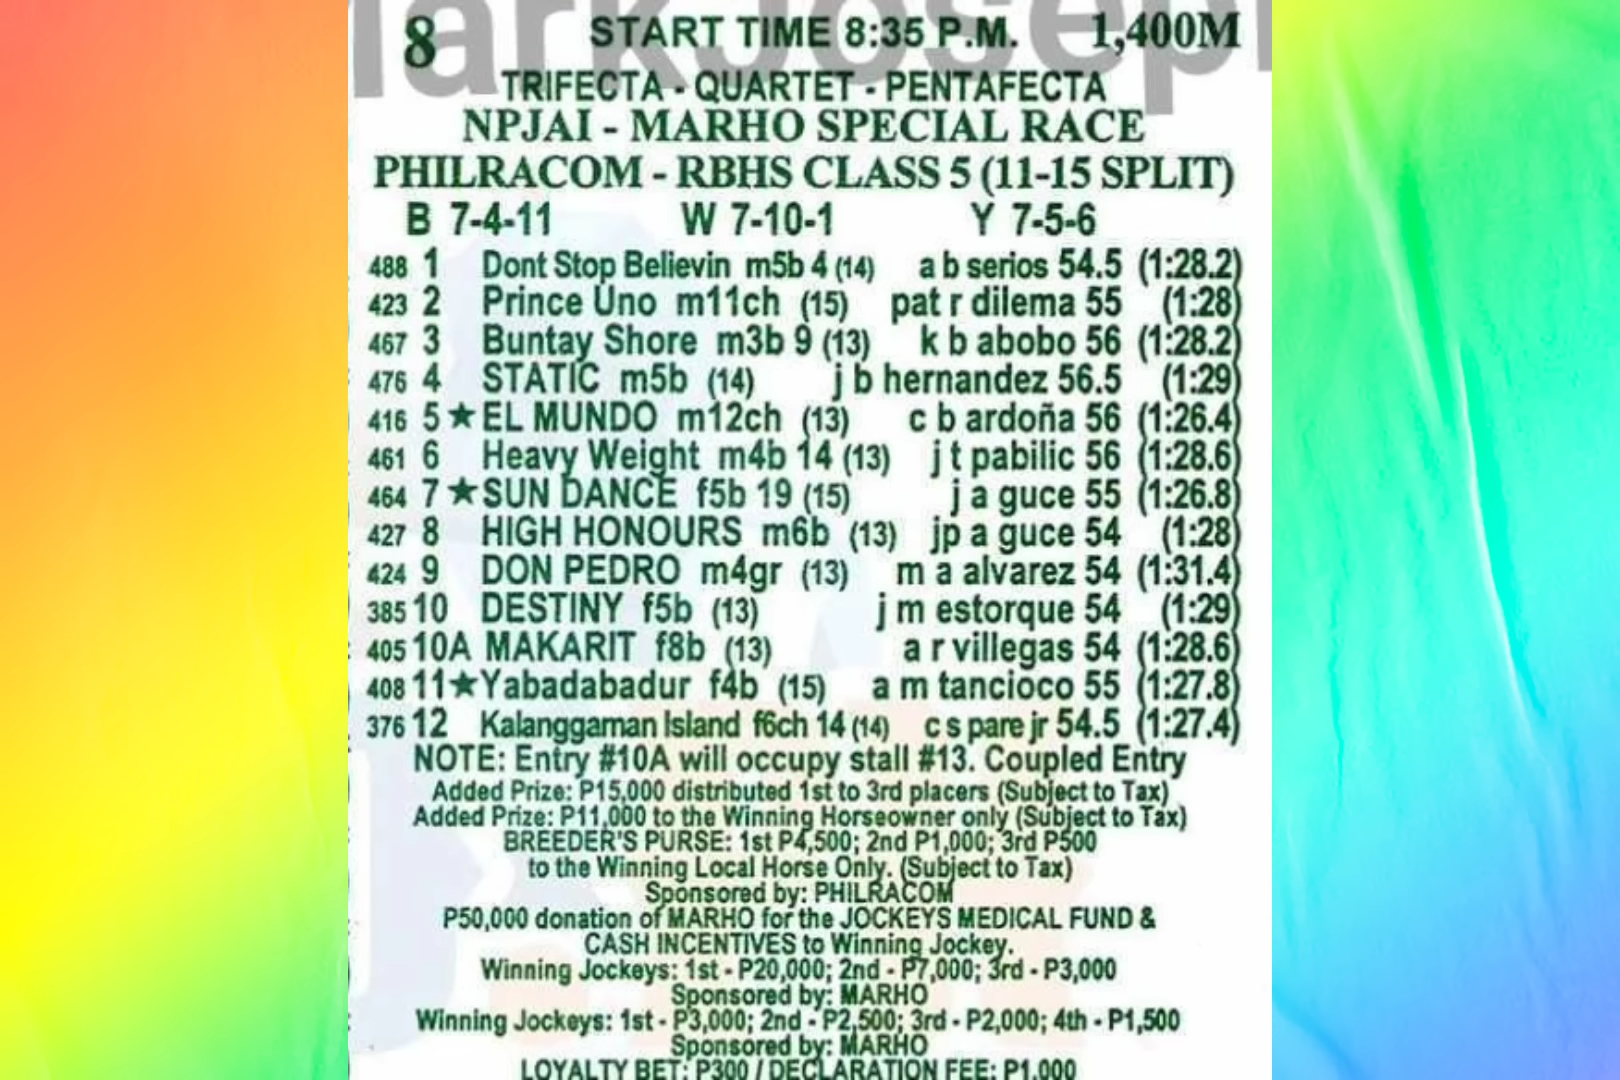 8 START TIME 8:35 P.M. 1,400M
TRIFECTA - QUARTET - PENTAFECTA
NPJAI - MARHO SPECIAL RACE
PHILRACOM - RBHS CLASS 5 (11-15 SPLIT)
B 7-4-11 W 7-10-1 Y 7-5-6
488 1 Dont Stop Believin m5b 4 (14) a b serios 54.5 (1:28.2)
423 2 Prince Uno m11ch (15) pat r dilema 55 (1:28)
467 3 Buntay Shore m3b 9 (13) k b abobo 56 (1:28.2)
476 4 STATIC m5b (14) j b hernandez 56.5 (1:29)
416 5 ★ EL MUNDO m12ch (13) c b ardoña 56 (1:26.4)
461 6 Heavy Weight m4b 14 (13) j t pabilic 56 (1:28.6)
464 7 ★ SUN DANCE f5b 19 (15) j a guce 55 (1:26.8)
427 8 HIGH HONOURS m6b (13) jp a guce 54 (1:28)
424 9 DON PEDRO m4gr (13) m a alvarez 54 (1:31.4)
385 10 DESTINY f5b (13) j m estorque 54 (1:29)
405 10A MAKARIT f8b (13) a r villegas 54 (1:28.6)
408 11 ★ Yabadabadur f4b (15) a m tancioco 55 (1:27.8)
376 12 Kalanggaman Island f6ch 14 (14) c s pare jr 54.5 (1:27.4)
NOTE: Entry #10A will occupy stall #13. Coupled Entry
Added Prize: P15,000 distributed 1st to 3rd placers (Subject to Tax)
Added Prize: P11,000 to the Winning Horseowner only (Subject to Tax)
BREEDER'S PURSE: 1st P4,500; 2nd P1,000; 3rd P500
to the Winning Local Horse Only. (Subject to Tax)
Sponsored by: PHILRACOM
P50,000 donation of MARHO for the JOCKEYS MEDICAL FUND &
CASH INCENTIVES to Winning Jockey.
Winning Jockeys: 1st - P20,000; 2nd - P7,000; 3rd - P3,000
Sponsored by: MARHO
Winning Jockeys: 1st - P3,000; 2nd - P2,500; 3rd - P2,000; 4th - P1,500
Sponsored by: MARHO
LOYALTY BET: P300 / DECLARATION FEE: P1,000